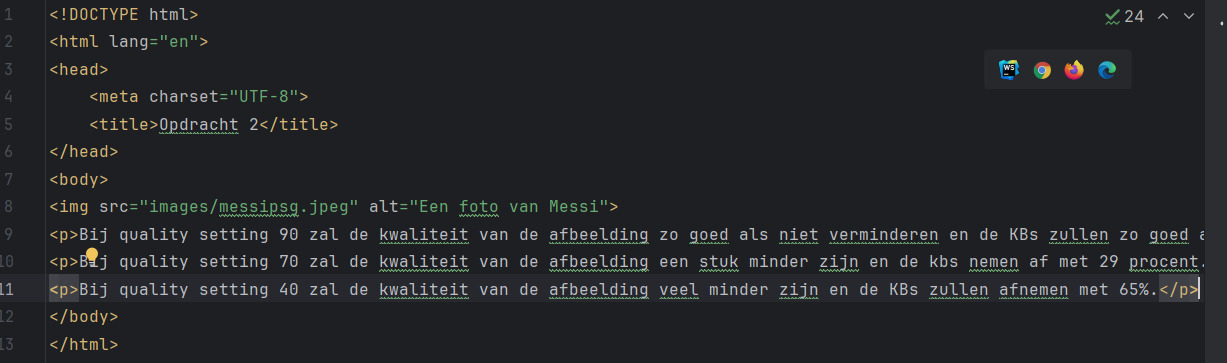 1 <!DOCTYPE html> 24
2 <html lang="en">
3 <head>
WS
4 <meta charset="UTF-8">
5 <title>Opdracht 2</title>
6 </head>
7 <body>
8 <img src="images/messipsg.jpeg" alt="Een foto van Messi">
9 <p>Bij quality setting 90 zal de kwaliteit van de afbeelding zo goed als niet verminderen en de KBs zullen zo goed a
10 <p>Bij quality setting 70 zal de kwaliteit van de afbeelding een stuk minder zijn en de kbs nemen af met 29 procent.
11 <p>Bij quality setting 40 zal de kwaliteit van de afbeelding veel minder zijn en de KBs zullen afnemen met 65%.</p>
12 </body>
13 </html>